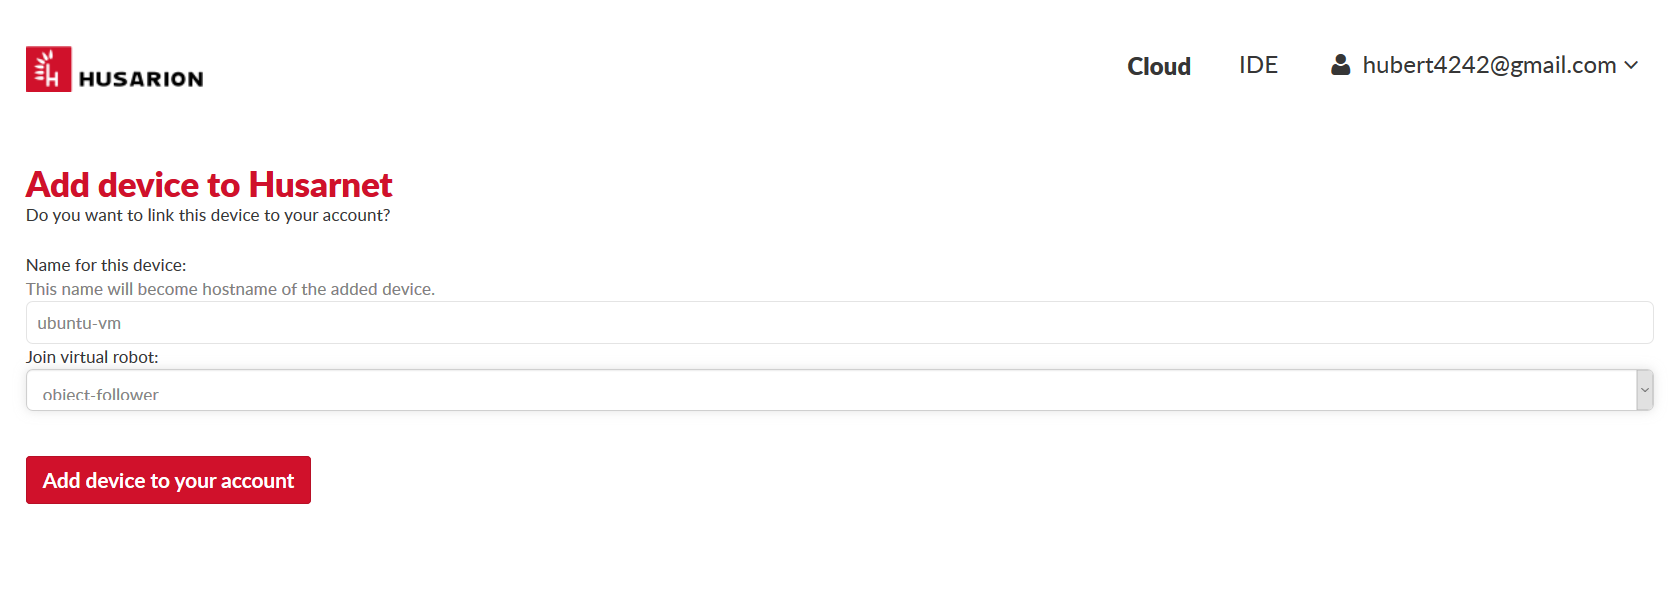 HUSARION
Cloud IDE hubert4242@gmail.com
Add device to Husarnet
Do you want to link this device to your account?
Name for this device:
This name will become hostname of the added device.
ubuntu-vm
Join virtual robot:
object-follower
Add device to your account